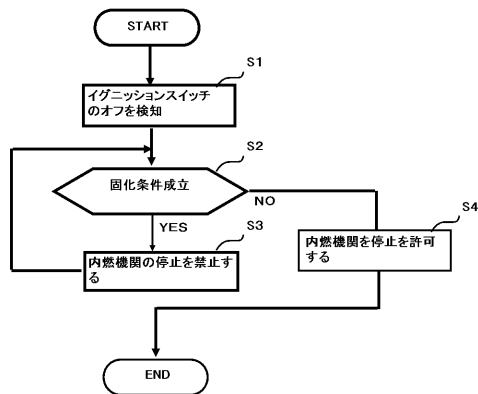 START
S1
イグニッションスイッチ
のオフを検知
S2
固化条件成立
NO
YES
S3
内燃機関の停止を禁止す
る
S4
内燃機関を停止を許可
する
END